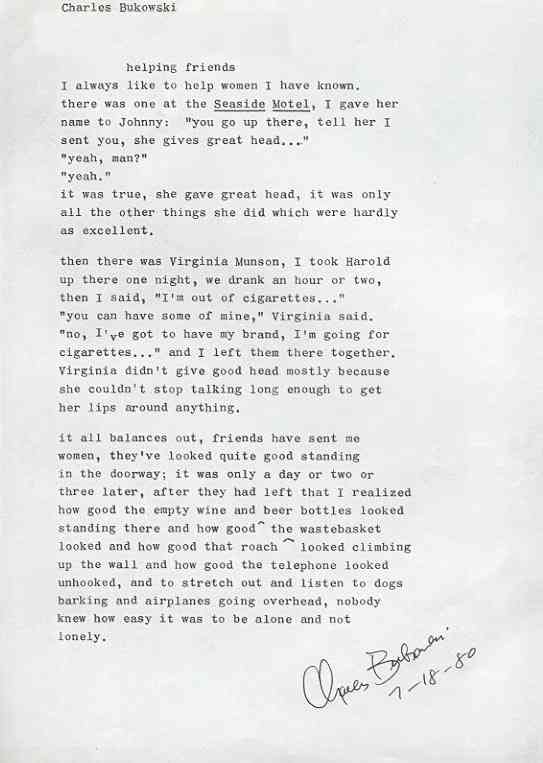 Charles Bukowski
helping friends
I always like to help women I have known.
there was one at the Seaside Motel, I gave her
name to Johnny: "you go up there, tell her I
sent you, she gives great head..."
"yeah, man?"
"yeah."
it was true, she gave great head, it was only
all the other things she did which were hardly
as excellent.
then there was Virginia Munson, I took Harold
up there one night, we drank an hour or two,
then I said, "I'm out of cigarettes..."
"you can have some of mine," Virginia said.
"no, I've got to have my brand, I'm going for
cigarettes..." and I left them there together.
Virginia didn't give good head mostly because
she couldn't stop talking long enough to get
her lips around anything.
it all balances out, friends have sent me
women, they've looked quite good standing
in the doorway; it was only a day or two or
three later, after they had left that I realized
how good the empty wine and beer bottles looked
standing there and how good the wastebasket
looked and how good that roach looked climbing
up the wall and how good the telephone looked
unhooked, and to stretch out and listen to dogs
barking and airplanes going overhead, nobody
knew how easy it was to be alone and not
lonely.
Charles Bukowski
7-18-80